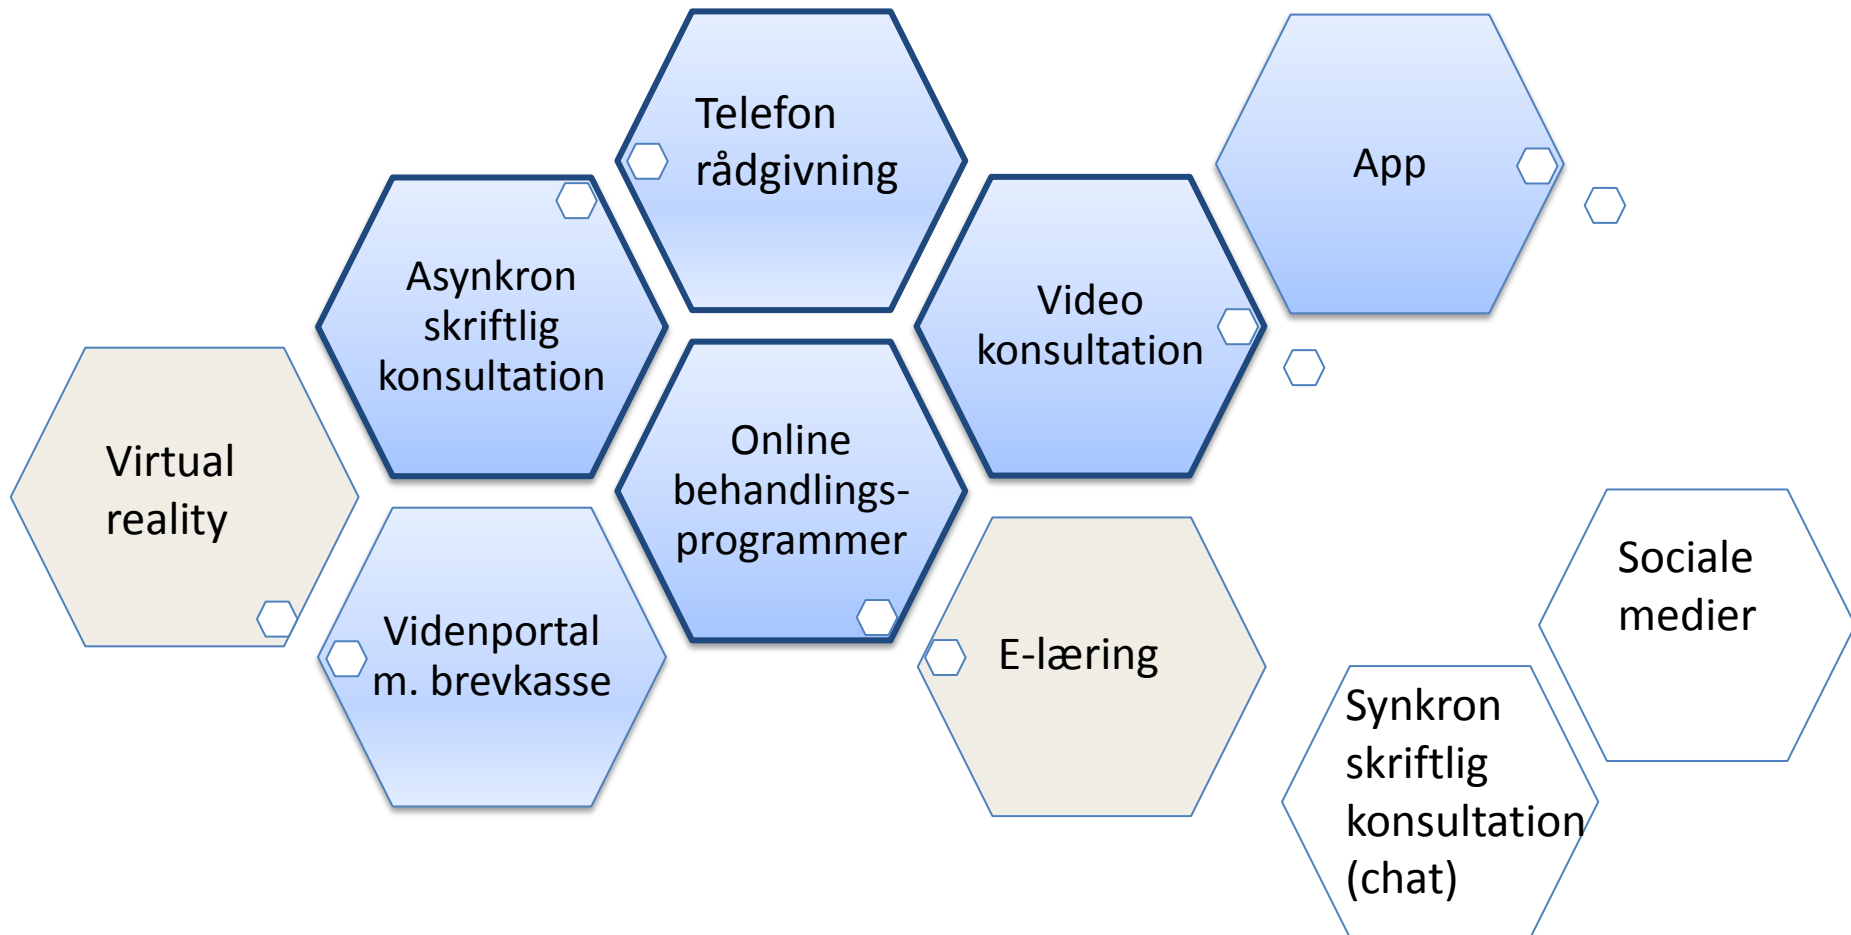 Telefon
rådgivning
App
Asynkron
skriftlig
konsultation
Video
konsultation
Virtual
reality
Online
behandlings-
programmer
Videnportal
m. brevkasse
E-læring
Sociale
medier
Synkron
skriftlig
konsultation
(chat)